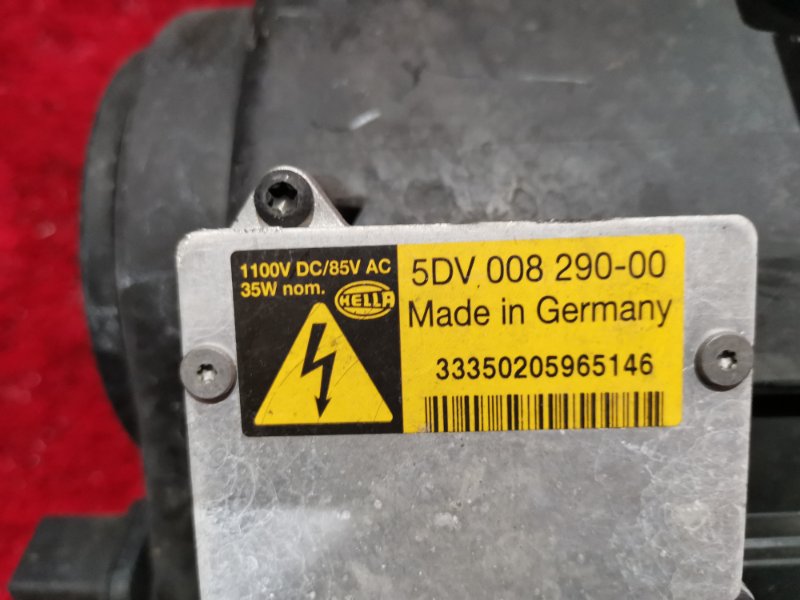 1100V DC/85V AC
35W nom.
HELLA
5DV 008 290-00
Made in Germany
33350205965146